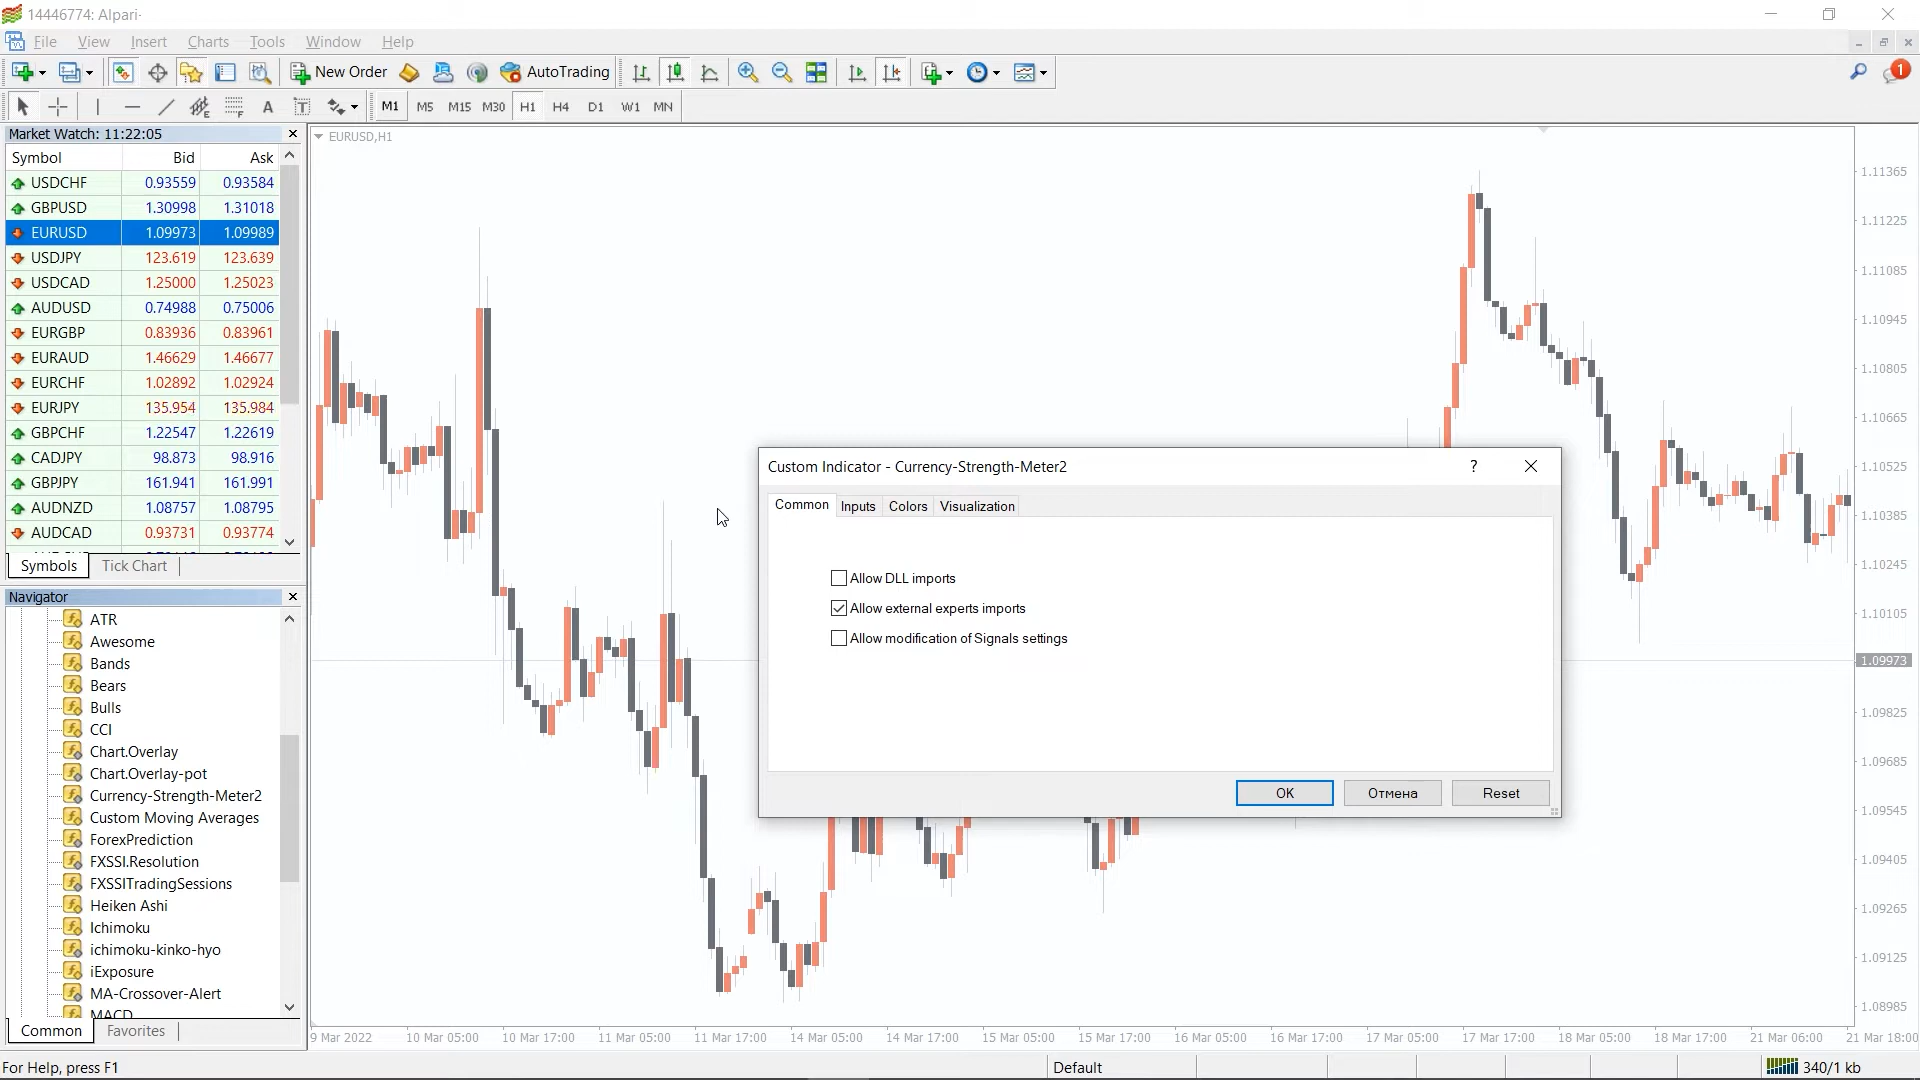 14446774: Alpari-
File View Insert Charts Tools Window Help
New Order AutoTrading 1
A T M1 M5 M15 M30 H1 H4 D1 W1 MN
Market Watch: 11:22:05
Symbol Bid Ask
USDCHF 0.93559 0.93584
GBPUSD 1.30998 1.31018
EURUSD 1.09973 1.09989
USDJPY 123.619 123.639
USDCAD 1.25000 1.25023
AUDUSD 0.74988 0.75006
EURGBP 0.83936 0.83961
EURAUD 1.46629 1.46677
EURCHF 1.02892 1.02924
EURJPY 135.954 135.984
GBPCHF 1.22547 1.22619
CADJPY 98.873 98.916
GBPJPY 161.941 161.991
AUDNZD 1.08757 1.08795
AUDCAD 0.93731 0.93774
Symbols Tick Chart
Navigator
ATR
Awesome
Bands
Bears
Bulls
CCI
Chart.Overlay
Chart.Overlay-pot
Currency-Strength-Meter2
Custom Moving Averages
ForexPrediction
FXSSI.Resolution
FXSSITradingSessions
Heiken Ashi
Ichimoku
ichimoku-kinko-hyo
iExposure
MA-Crossover-Alert
MACD
Common Favorites
EURUSD,H1
1.11365
1.11225
1.11085
1.10945
1.10805
1.10665
1.10525
1.10385
1.10245
1.10105
1.09973
1.09825
1.09685
1.09545
1.09405
1.09265
1.09125
1.08985
Custom Indicator - Currency-Strength-Meter2 ?
Common Inputs Colors Visualization
Allow DLL imports
Allow external experts imports
Allow modification of Signals settings
OK Отмена Reset
9 Mar 2022 10 Mar 05:00 10 Mar 17:00 11 Mar 05:00 11 Mar 17:00 14 Mar 05:00 14 Mar 17:00 15 Mar 05:00 15 Mar 17:00 16 Mar 05:00 16 Mar 17:00 17 Mar 05:00 17 Mar 17:00 18 Mar 05:00 18 Mar 17:00 21 Mar 06:00 21 Mar 18:00
For Help, press F1 Default 340/1 kb